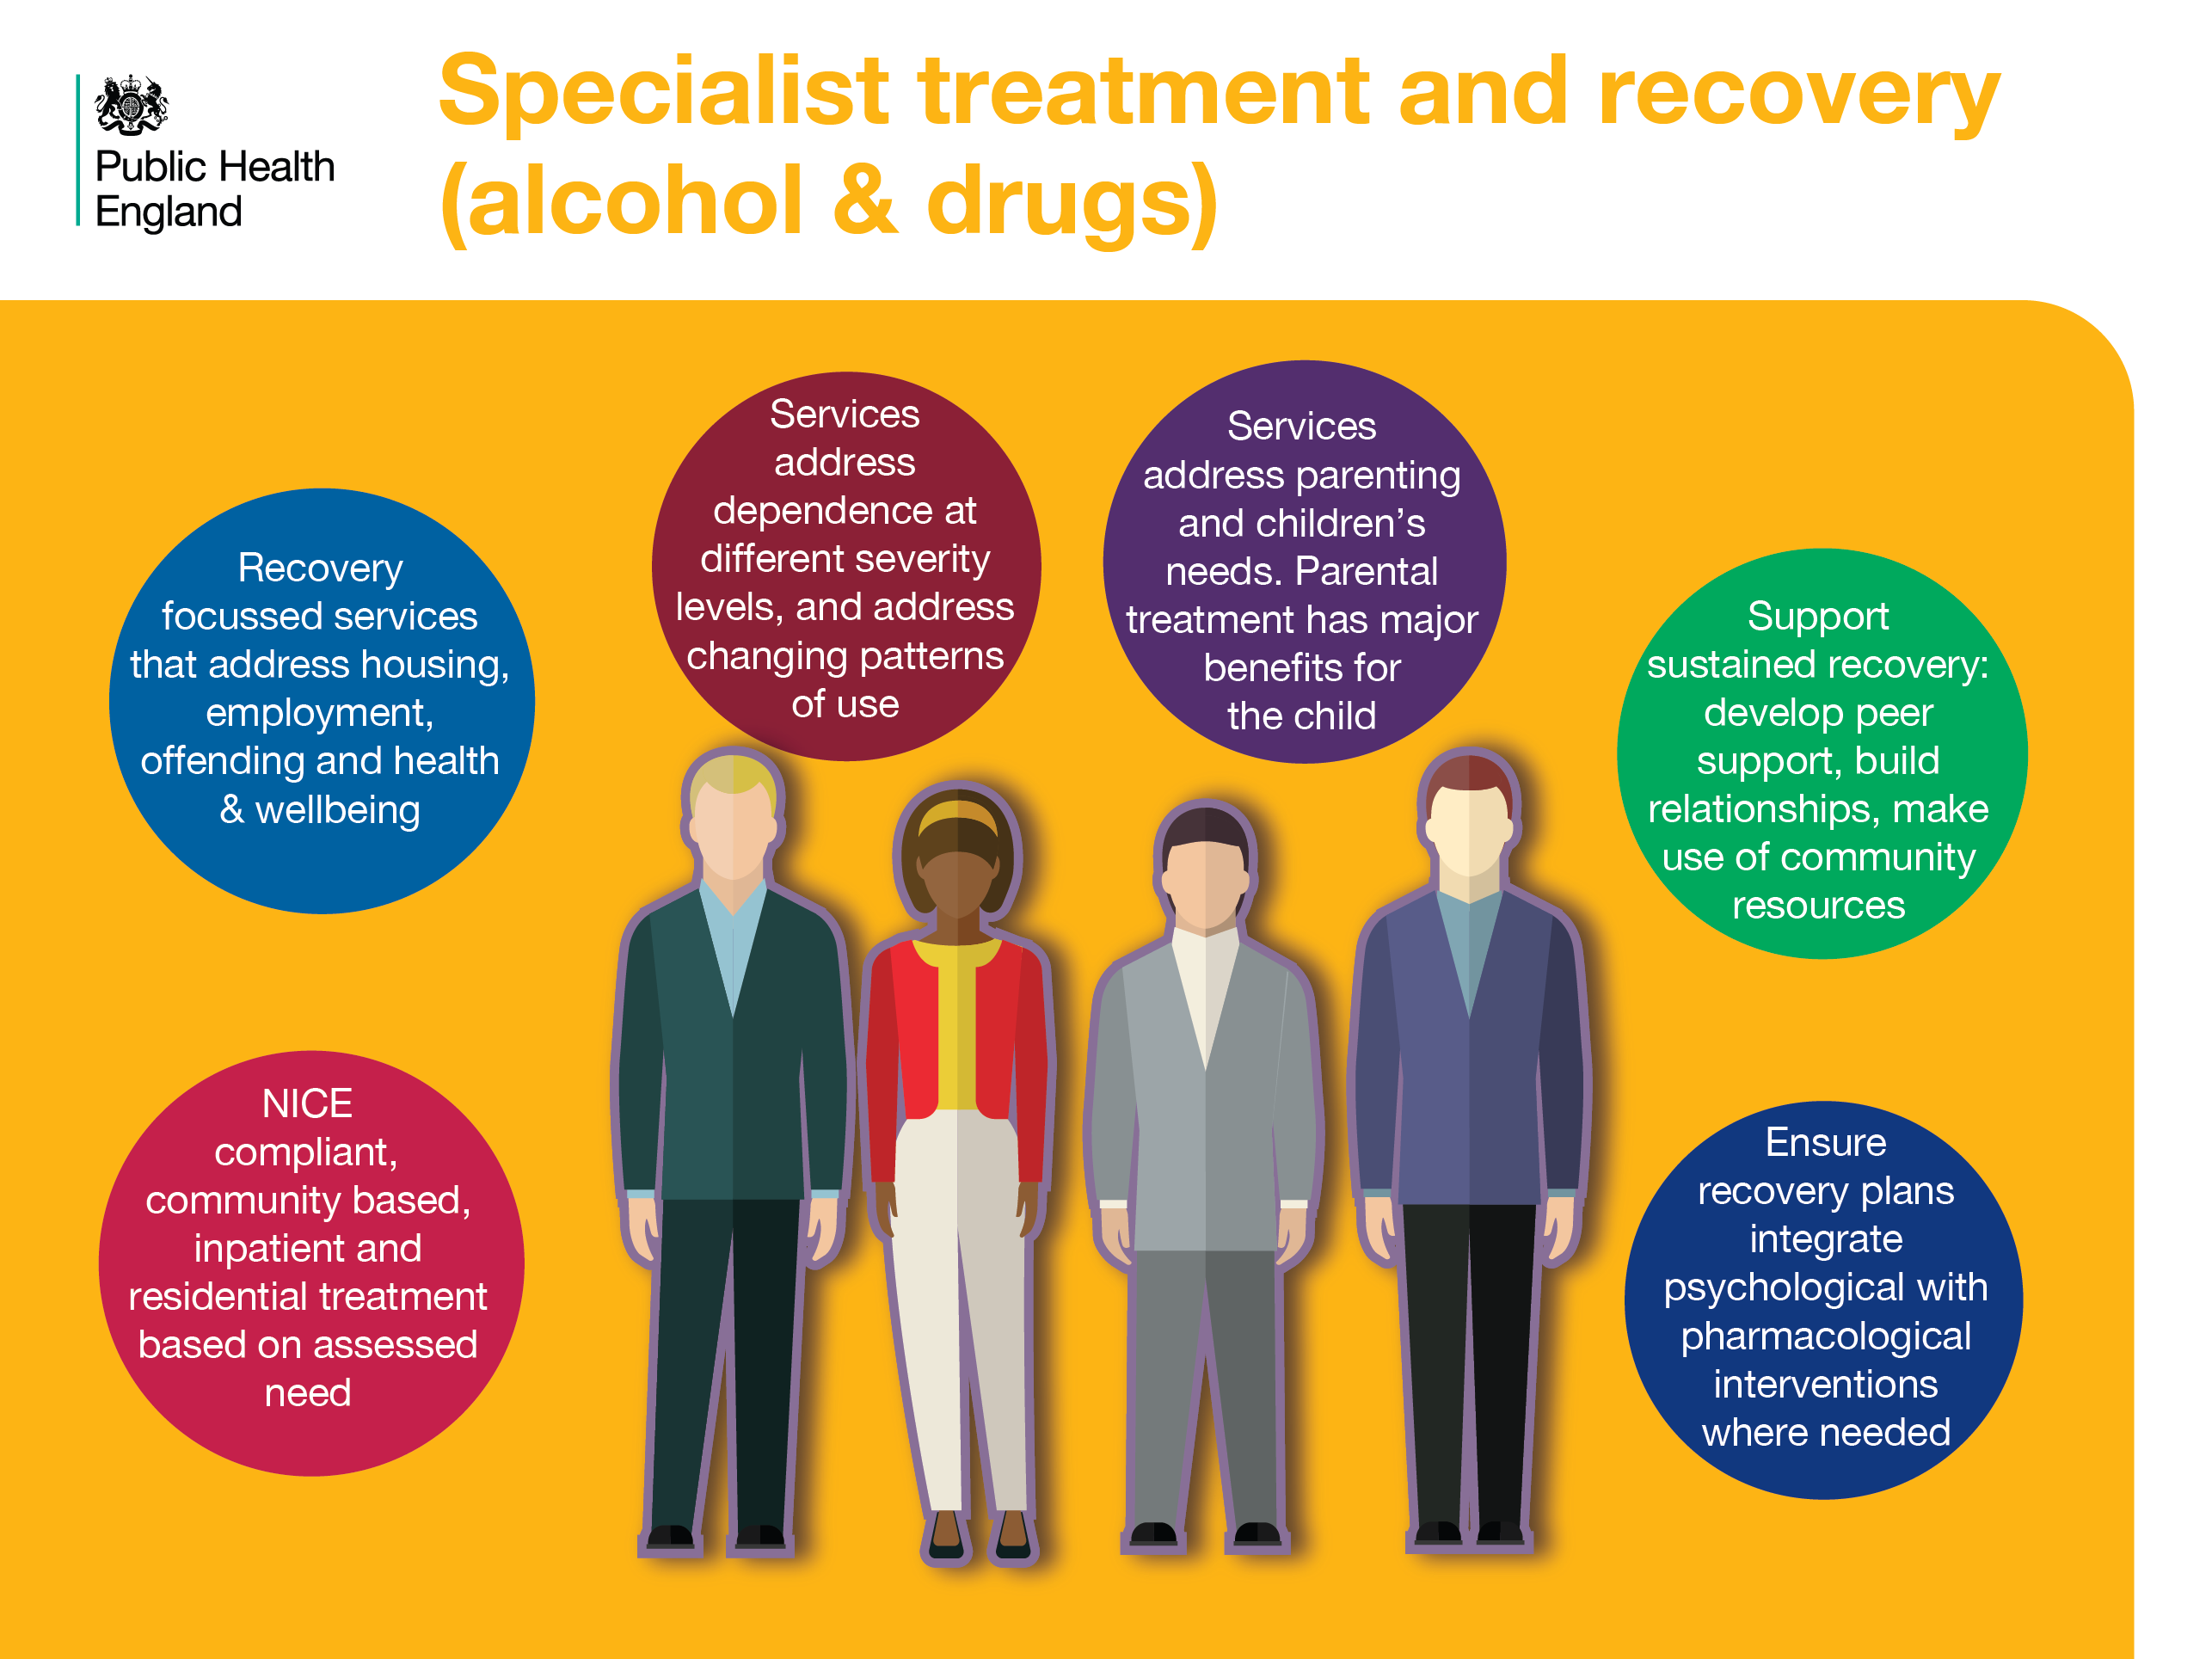 Public Health
England
Specialist treatment and recovery
(alcohol & drugs)
Recovery
focussed services
that address housing,
employment,
offending and health
& wellbeing
Services
address
dependence at
different severity
levels, and address
changing patterns
of use
Services
address parenting
and children’s
needs. Parental
treatment has major
benefits for
the child
Support
sustained recovery:
develop peer
support, build
relationships, make
use of community
resources
NICE
compliant,
community based,
inpatient and
residential treatment
based on assessed
need
Ensure
recovery plans
integrate
psychological with
pharmacological
interventions
where needed